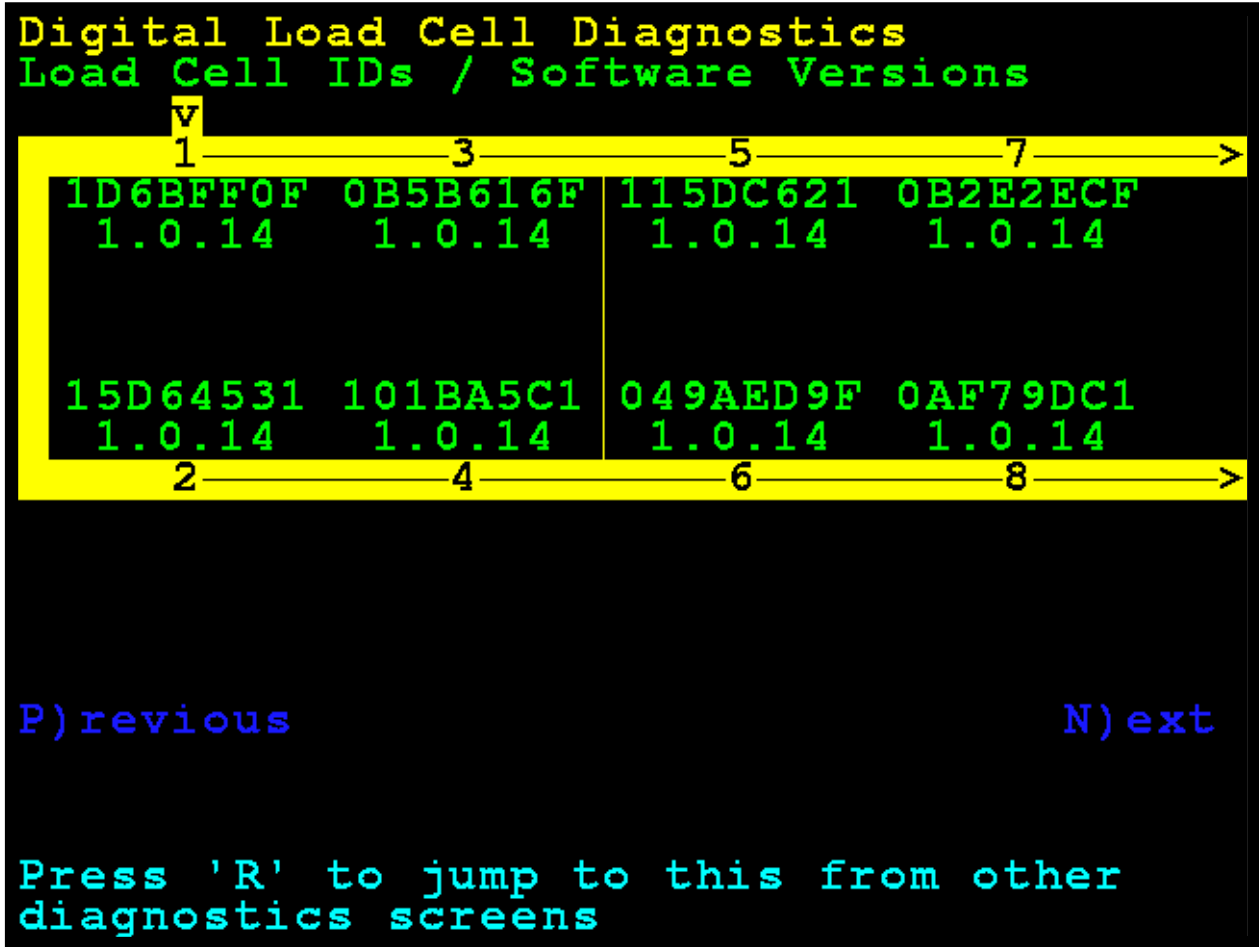 Digital Load Cell Diagnostics
Load Cell IDs / Software Versions
v
1 3 5 7 >
1D6BFF0F 0B5B616F 115DC621 0B2E2ECF
1.0.14 1.0.14 1.0.14 1.0.14
15D64531 101BA5C1 049AED9F 0AF79DC1
1.0.14 1.0.14 1.0.14 1.0.14
2 4 6 8 >
P)revious N)ext
Press 'R' to jump to this from other
diagnostics screens